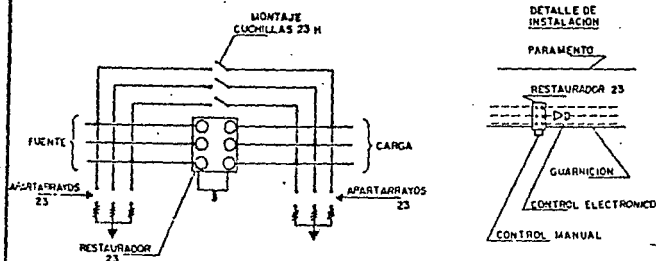 MONTAJE
CUCHILLAS 23 H
FUENTE
CARGA
APARTARRAYOS
23
APARTARRAYOS
23
RESTAURADOR
23
DETALLE DE
INSTALACION
PARAMENTO
RESTAURADOR 23
GUARNICION
CONTROL ELECTRONICO
CONTROL MANUAL